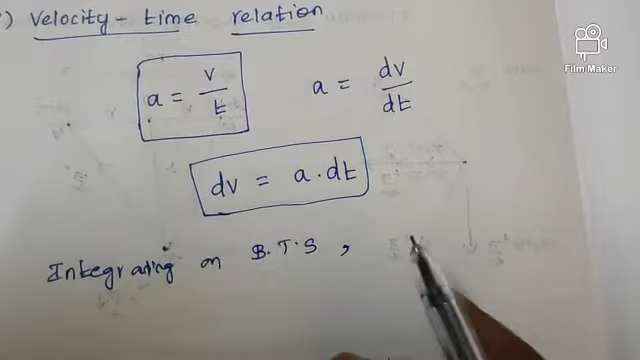 ) Velocity - time relation
Film Maker
a = v/t
a = dv/dt
dv = a . dt
Integrating on B.T.S ,